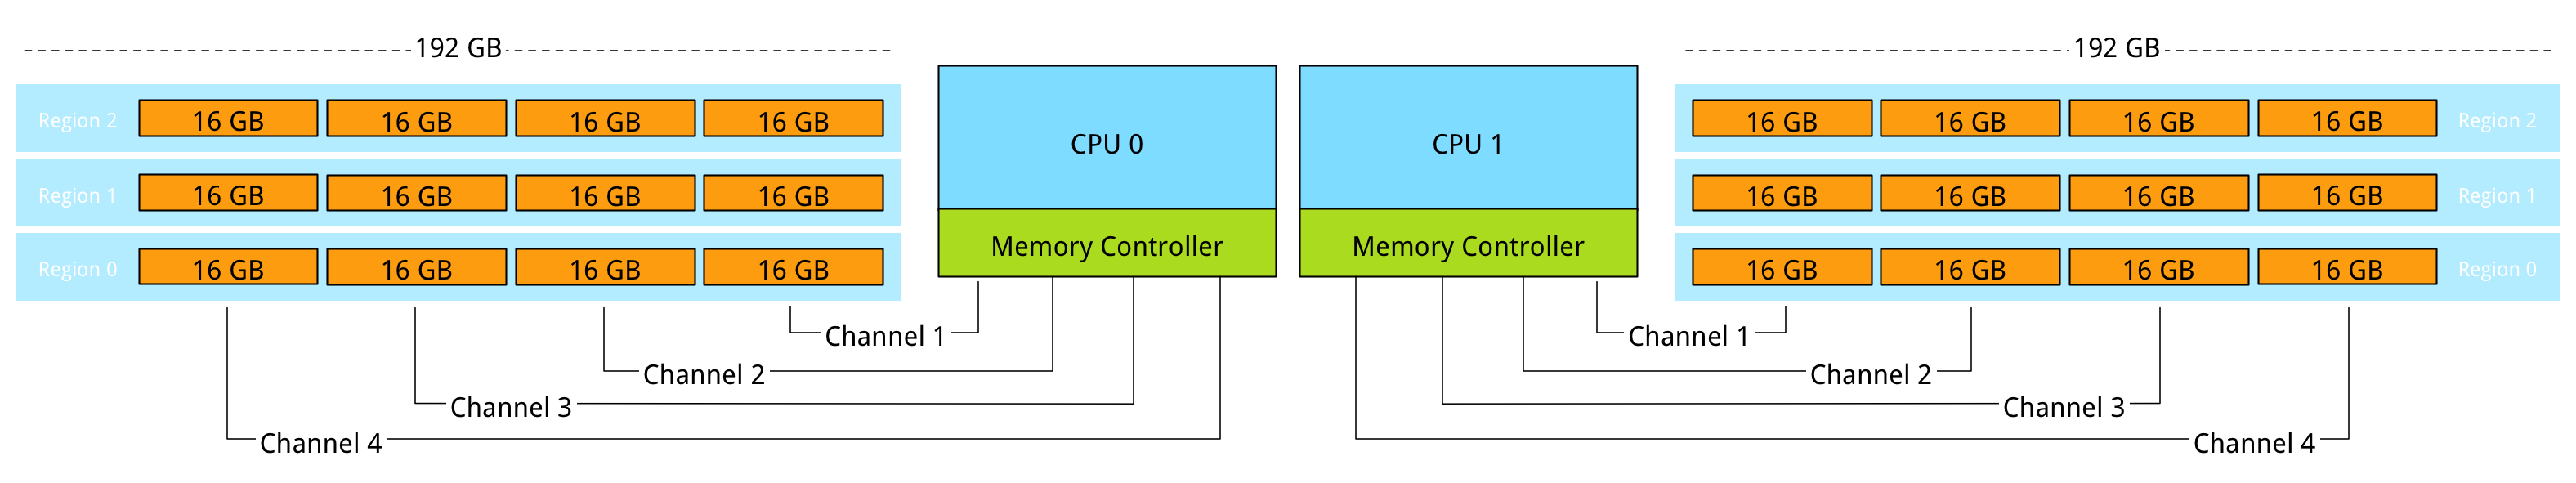 192 GB
192 GB
Region 2 16 GB 16 GB 16 GB 16 GB
Region 1 16 GB 16 GB 16 GB 16 GB
Region 0 16 GB 16 GB 16 GB 16 GB
CPU 0
Memory Controller
CPU 1
Memory Controller
16 GB 16 GB 16 GB 16 GB Region 2
16 GB 16 GB 16 GB 16 GB Region 1
16 GB 16 GB 16 GB 16 GB Region 0
Channel 1
Channel 2
Channel 3
Channel 4
Channel 1
Channel 2
Channel 3
Channel 4